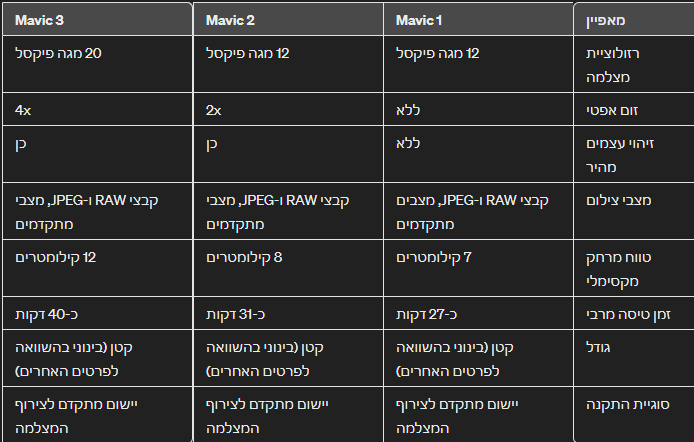 מאפיין Mavic 1 Mavic 2 Mavic 3
רזולוציית מצלמה 12 מגה פיקסל 12 מגה פיקסל 20 מגה פיקסל
זום אפטי ללא 2x 4x
זיהוי עצמים מהיר ללא כן כן
מצבי צילום קבצי RAW ו-JPEG, מצבים מתקדמים קבצי RAW ו-JPEG, מצבי מתקדמים קבצי RAW ו-JPEG, מצבי מתקדמים
טווח מרחק מקסימלי 7 קילומטרים 8 קילומטרים 12 קילומטרים
זמן טיסה מרבי כ-27 דקות כ-31 דקות כ-40 דקות
גודל קטן (בינוני בהשוואה לפרטים האחרים) קטן (בינוני בהשוואה לפרטים האחרים) קטן (בינוני בהשוואה לפרטים האחרים)
סוגיית התקנה יישום מתקדם לצירוף המצלמה יישום מתקדם לצירוף המצלמה יישום מתקדם לצירוף המצלמה